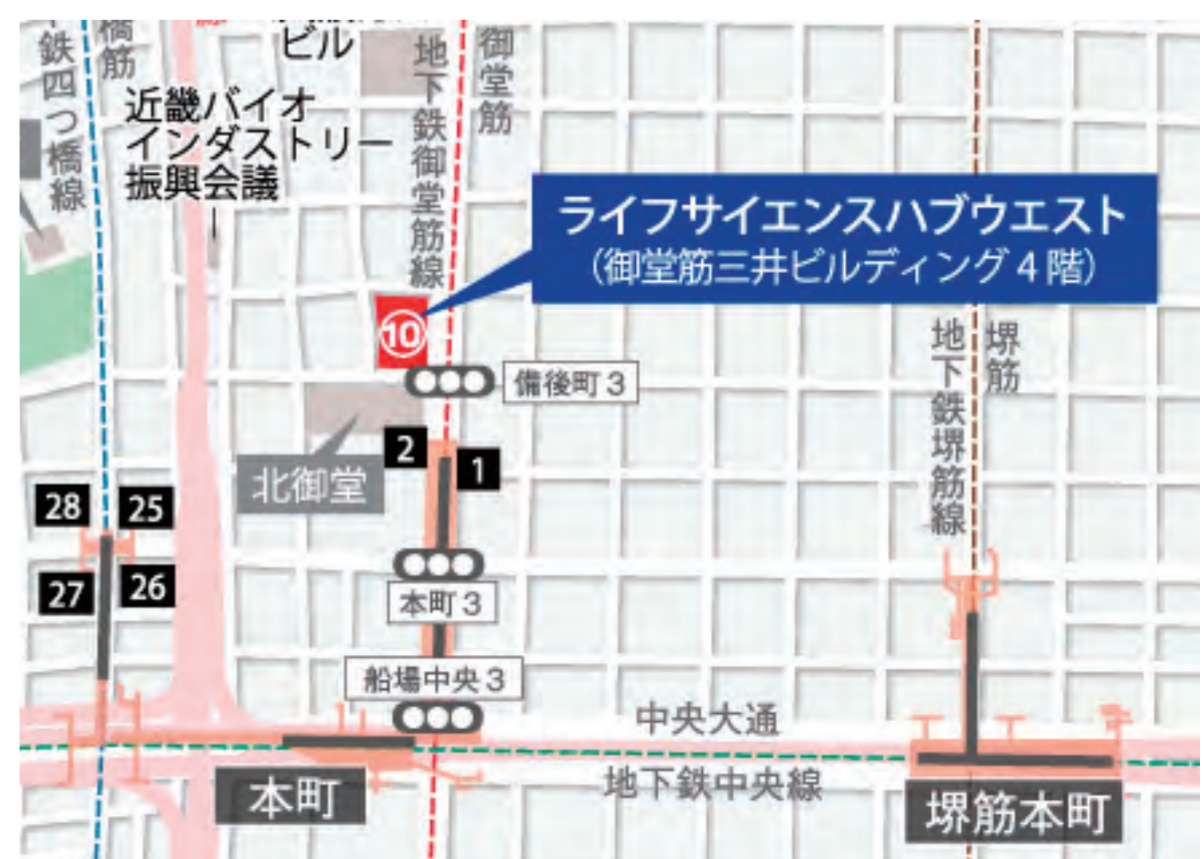 橋筋
鉄四つ橋線
ビル
地下鉄御堂筋線
御堂筋
近畿バイオ
インダストリー
振興会議
ライフサイエンスハブウエスト
（御堂筋三井ビルディング４階）
10
備後町３
地下鉄堺筋線
堺筋
2
1
北御堂
28
25
27
26
本町３
船場中央３
中央大通
地下鉄中央線
本町
堺筋本町